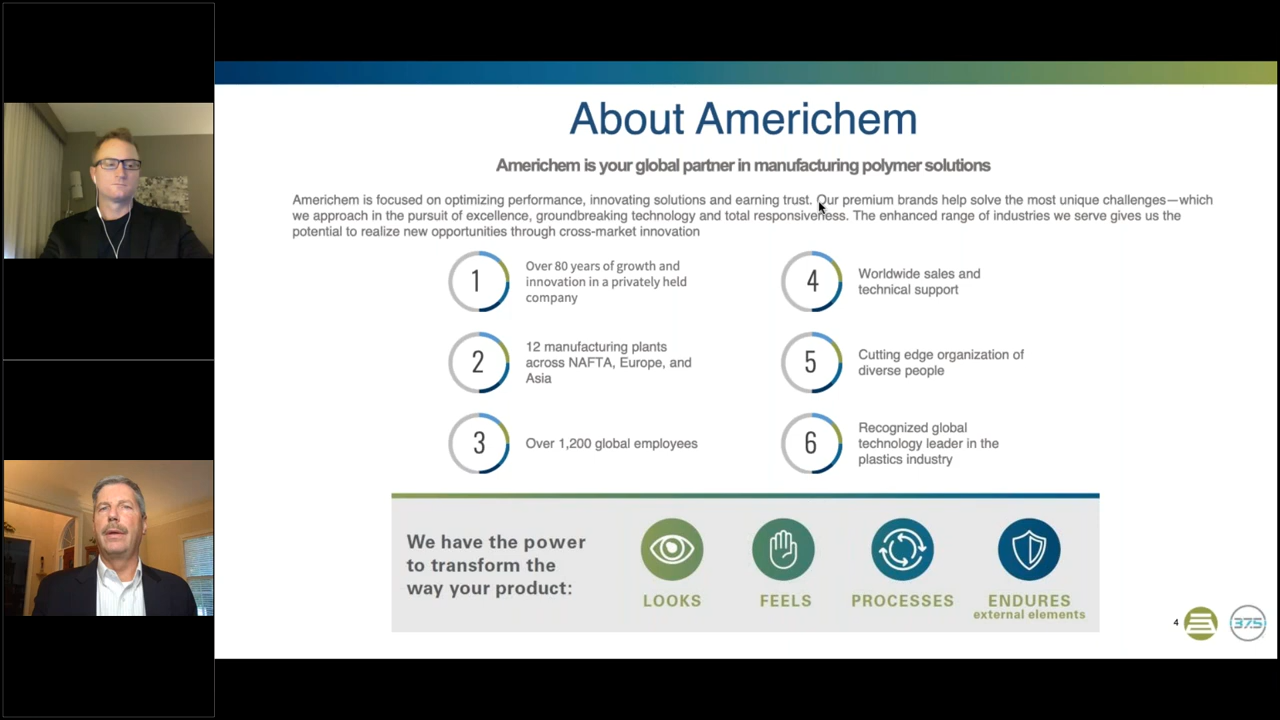 About Americhem
Americhem is your global partner in manufacturing polymer solutions
Americhem is focused on optimizing performance, innovating solutions and earning trust. Our premium brands help solve the most unique challenges—which
we approach in the pursuit of excellence, groundbreaking technology and total responsiveness. The enhanced range of industries we serve gives us the
potential to realize new opportunities through cross-market innovation
1
Over 80 years of growth and
innovation in a privately held
company
2
12 manufacturing plants
across NAFTA, Europe, and
Asia
3
Over 1,200 global employees
4
Worldwide sales and
technical support
5
Cutting edge organization of
diverse people
6
Recognized global
technology leader in the
plastics industry
We have the power
to transform the
way your product:
LOOKS
FEELS
PROCESSES
ENDURES
external elements
4
37.5